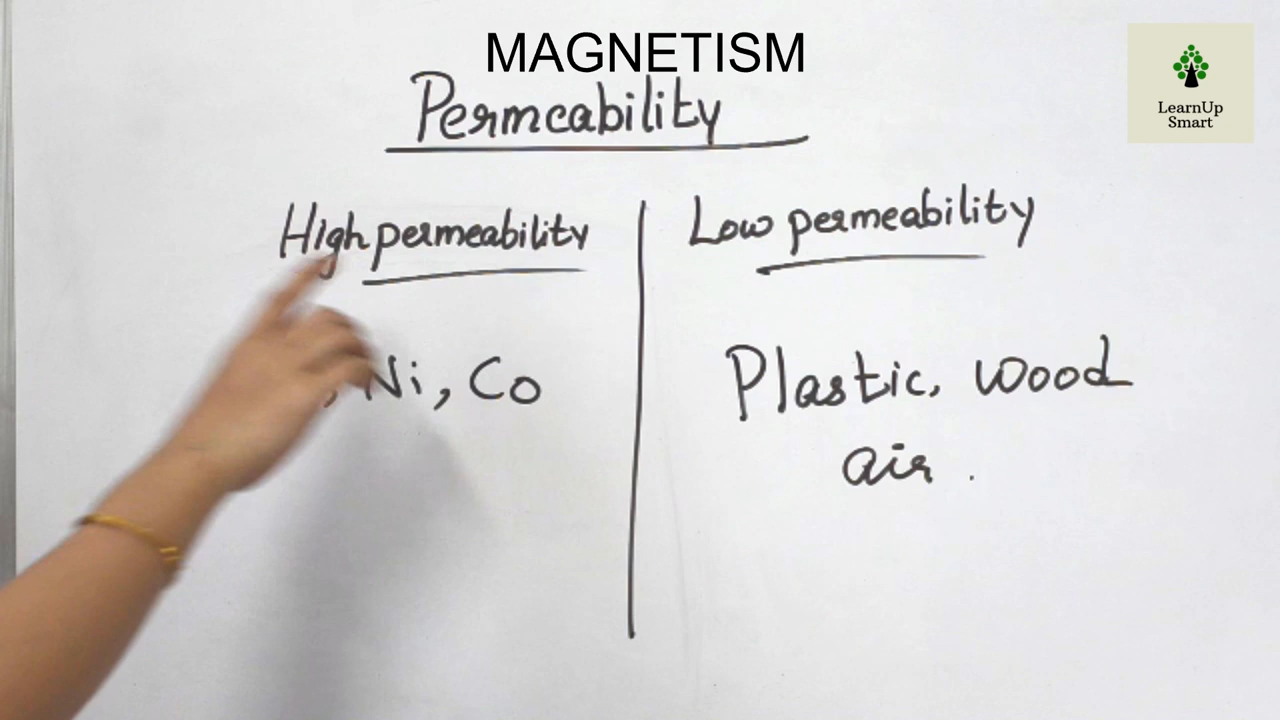 MAGNETISM
Permeability
High permeability
Low permeability
, Ni, Co
Plastic, wood
air .
LearnUp
Smart